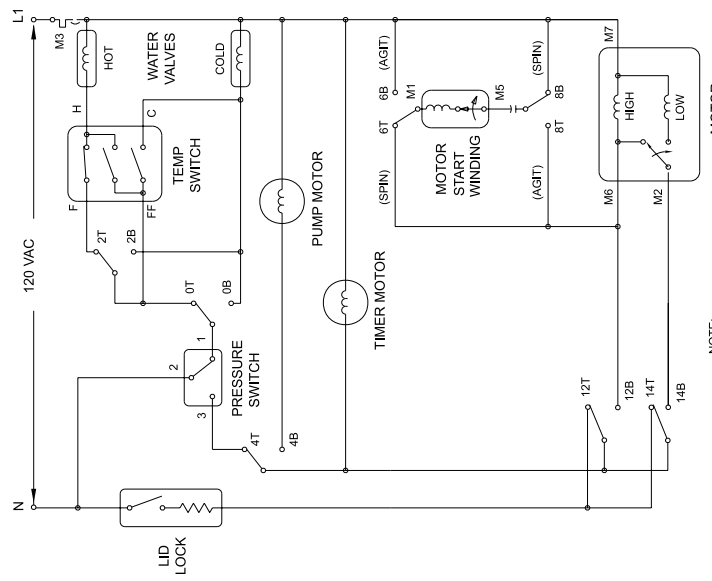 N
120 VAC
L1
M3
F
H
HOT
2T
2B
WATER
VALVES
FF
C
LID
LOCK
TEMP
SWITCH
2
0T
3
1
COLD
0B
PRESSURE
SWITCH
4T
4B
PUMP MOTOR
TIMER MOTOR
(SPIN)
6T
6B
(AGIT)
M1
MOTOR
START
WINDING
M5
(AGIT)
8T
8B
(SPIN)
12T
M6
M7
HIGH
12B
14T
M2
LOW
14B
NOTE:
MOTOR